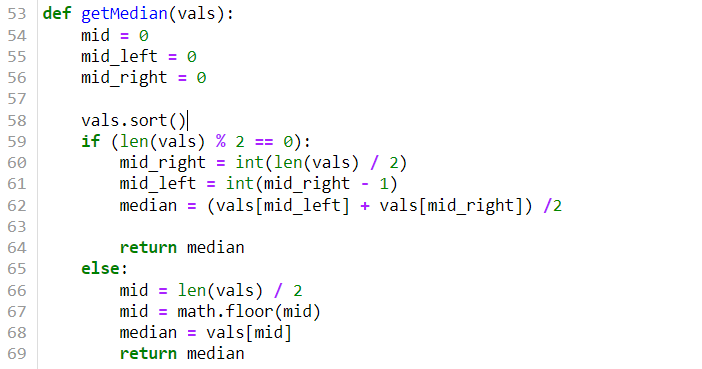 53 def getMedian(vals):
54     mid = 0
55     mid_left = 0
56     mid_right = 0
57
58     vals.sort()
59     if (len(vals) % 2 == 0):
60         mid_right = int(len(vals) / 2)
61         mid_left = int(mid_right - 1)
62         median = (vals[mid_left] + vals[mid_right]) /2
63
64         return median
65     else:
66         mid = len(vals) / 2
67         mid = math.floor(mid)
68         median = vals[mid]
69         return median